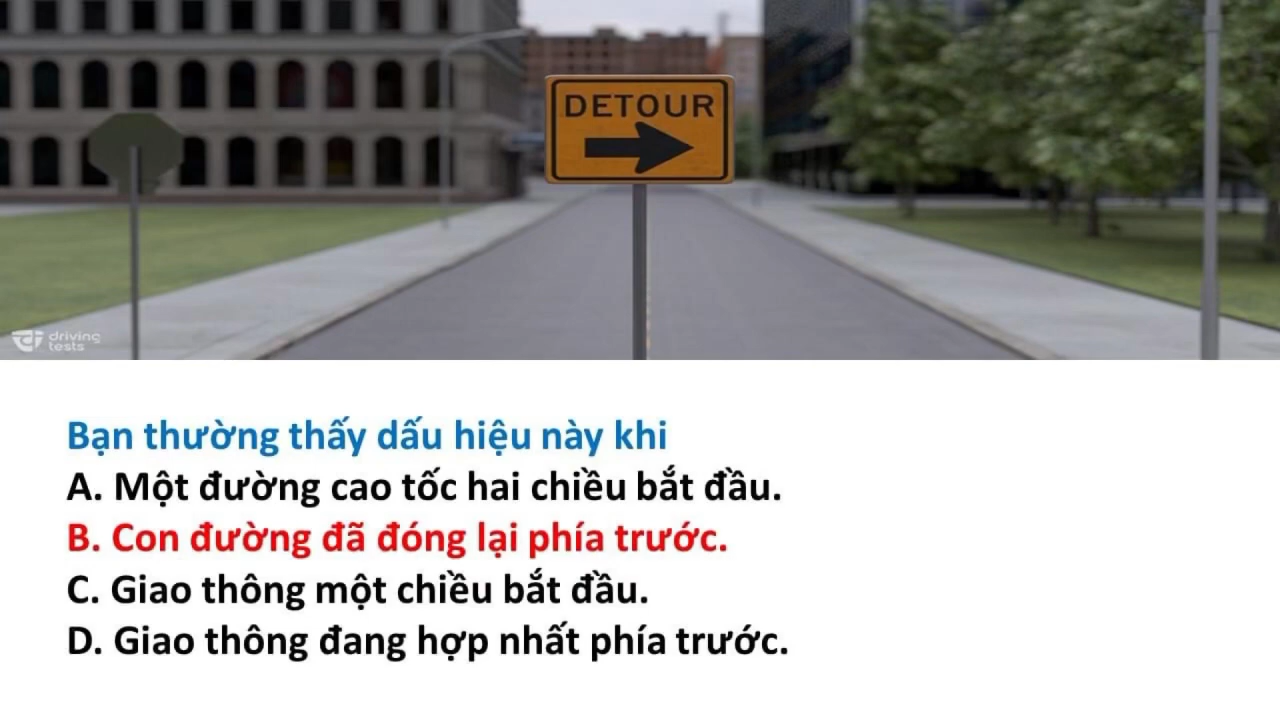 DETOUR
driving
tests
Bạn thường thấy dấu hiệu này khi
A. Một đường cao tốc hai chiều bắt đầu.
B. Con đường đã đóng lại phía trước.
C. Giao thông một chiều bắt đầu.
D. Giao thông đang hợp nhất phía trước.